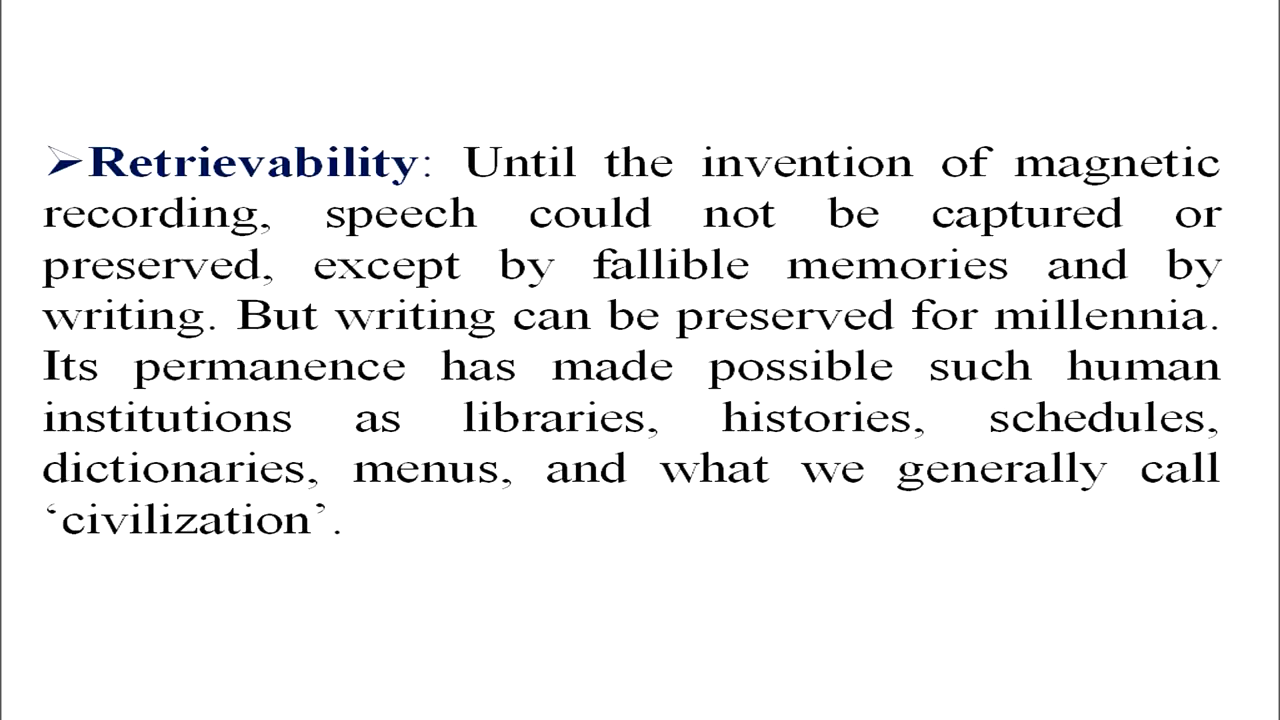 ➢Retrievability: Until the invention of magnetic
recording, speech could not be captured or
preserved, except by fallible memories and by
writing. But writing can be preserved for millennia.
Its permanence has made possible such human
institutions as libraries, histories, schedules,
dictionaries, menus, and what we generally call
‘civilization’.